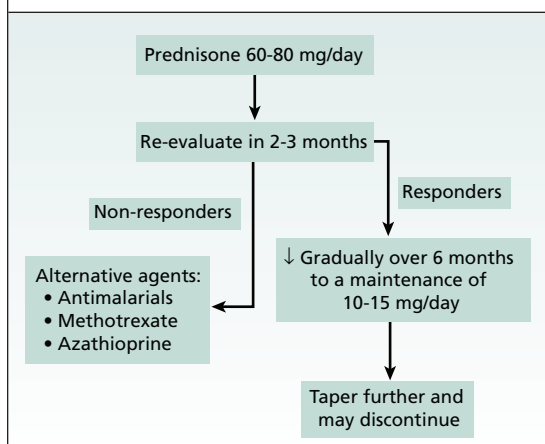 Prednisone 60-80 mg/day
Re-evaluate in 2-3 months
Non-responders
Responders
Alternative agents:
• Antimalarials
• Methotrexate
• Azathioprine
↓ Gradually over 6 months
to a maintenance of
10-15 mg/day
Taper further and
may discontinue